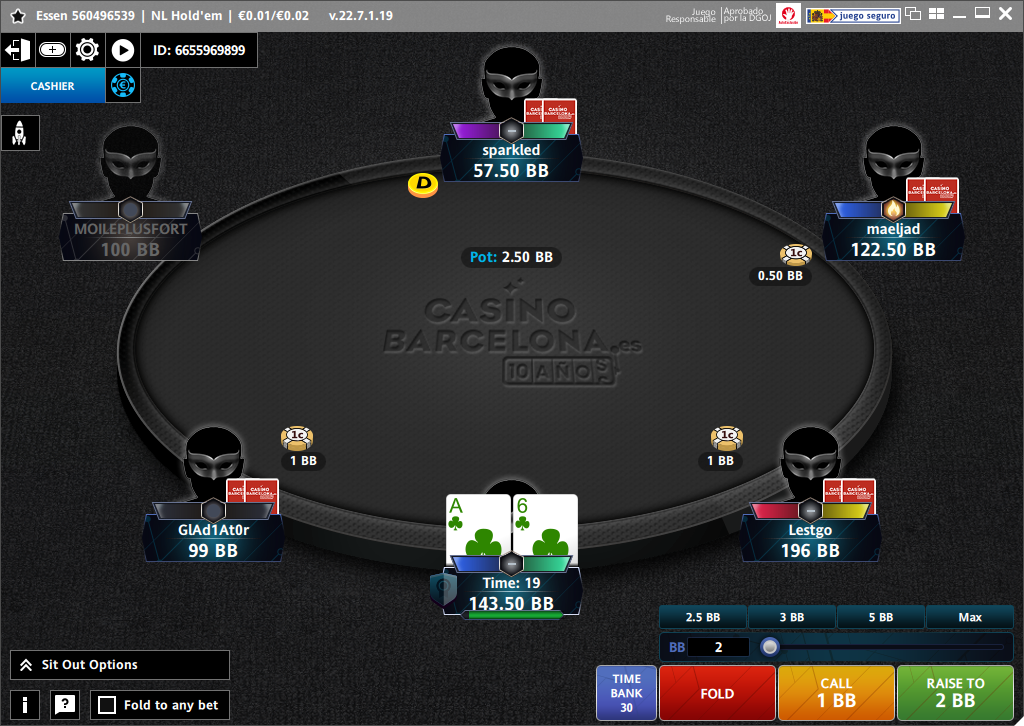 Essen 560496539 | NL Hold'em | €0.01/€0.02 v.22.7.1.19
Juego Responsable
Aprobado por la DGOJ
juego seguro
ID: 6655969899
CASHIER
sparkled
57.50 BB
D
MOILEPLUSFORT
100 BB
maeljad
122.50 BB
1c
0.50 BB
Pot: 2.50 BB
CASINO
BARCELONA.es
10 AÑOS
1c
1 BB
1c
1 BB
GlAd1At0r
99 BB
A
6
Time: 19
143.50 BB
Lestgo
196 BB
2.5 BB
3 BB
5 BB
Max
BB 2
Sit Out Options
Fold to any bet
TIME
BANK
30
FOLD
CALL
1 BB
RAISE TO
2 BB